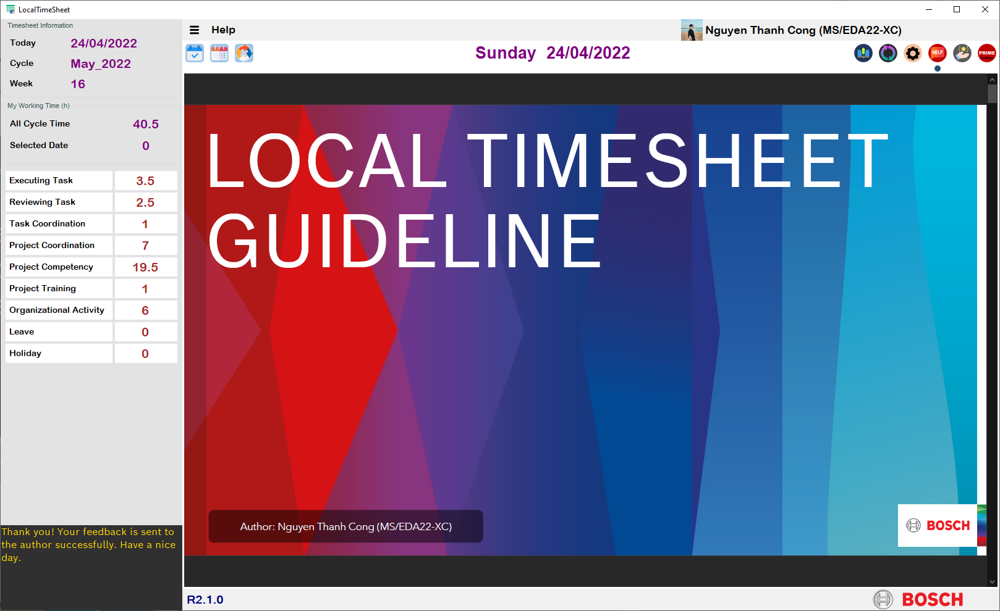 LocalTimeSheet
Timesheet Information
Today 24/04/2022
Cycle May_2022
Week 16
My Working Time (h)
All Cycle Time 40.5
Selected Date 0
Executing Task 3.5
Reviewing Task 2.5
Task Coordination 1
Project Coordination 7
Project Competency 19.5
Project Training 1
Organizational Activity 6
Leave 0
Holiday 0
Thank you! Your feedback is sent to
the author successfully. Have a nice
day.
Help
Nguyen Thanh Cong (MS/EDA22-XC)
Sunday 24/04/2022
HELP
PRIME
LOCAL TIMESHEET
GUIDELINE
Author: Nguyen Thanh Cong (MS/EDA22-XC)
BOSCH
R2.1.0
BOSCH